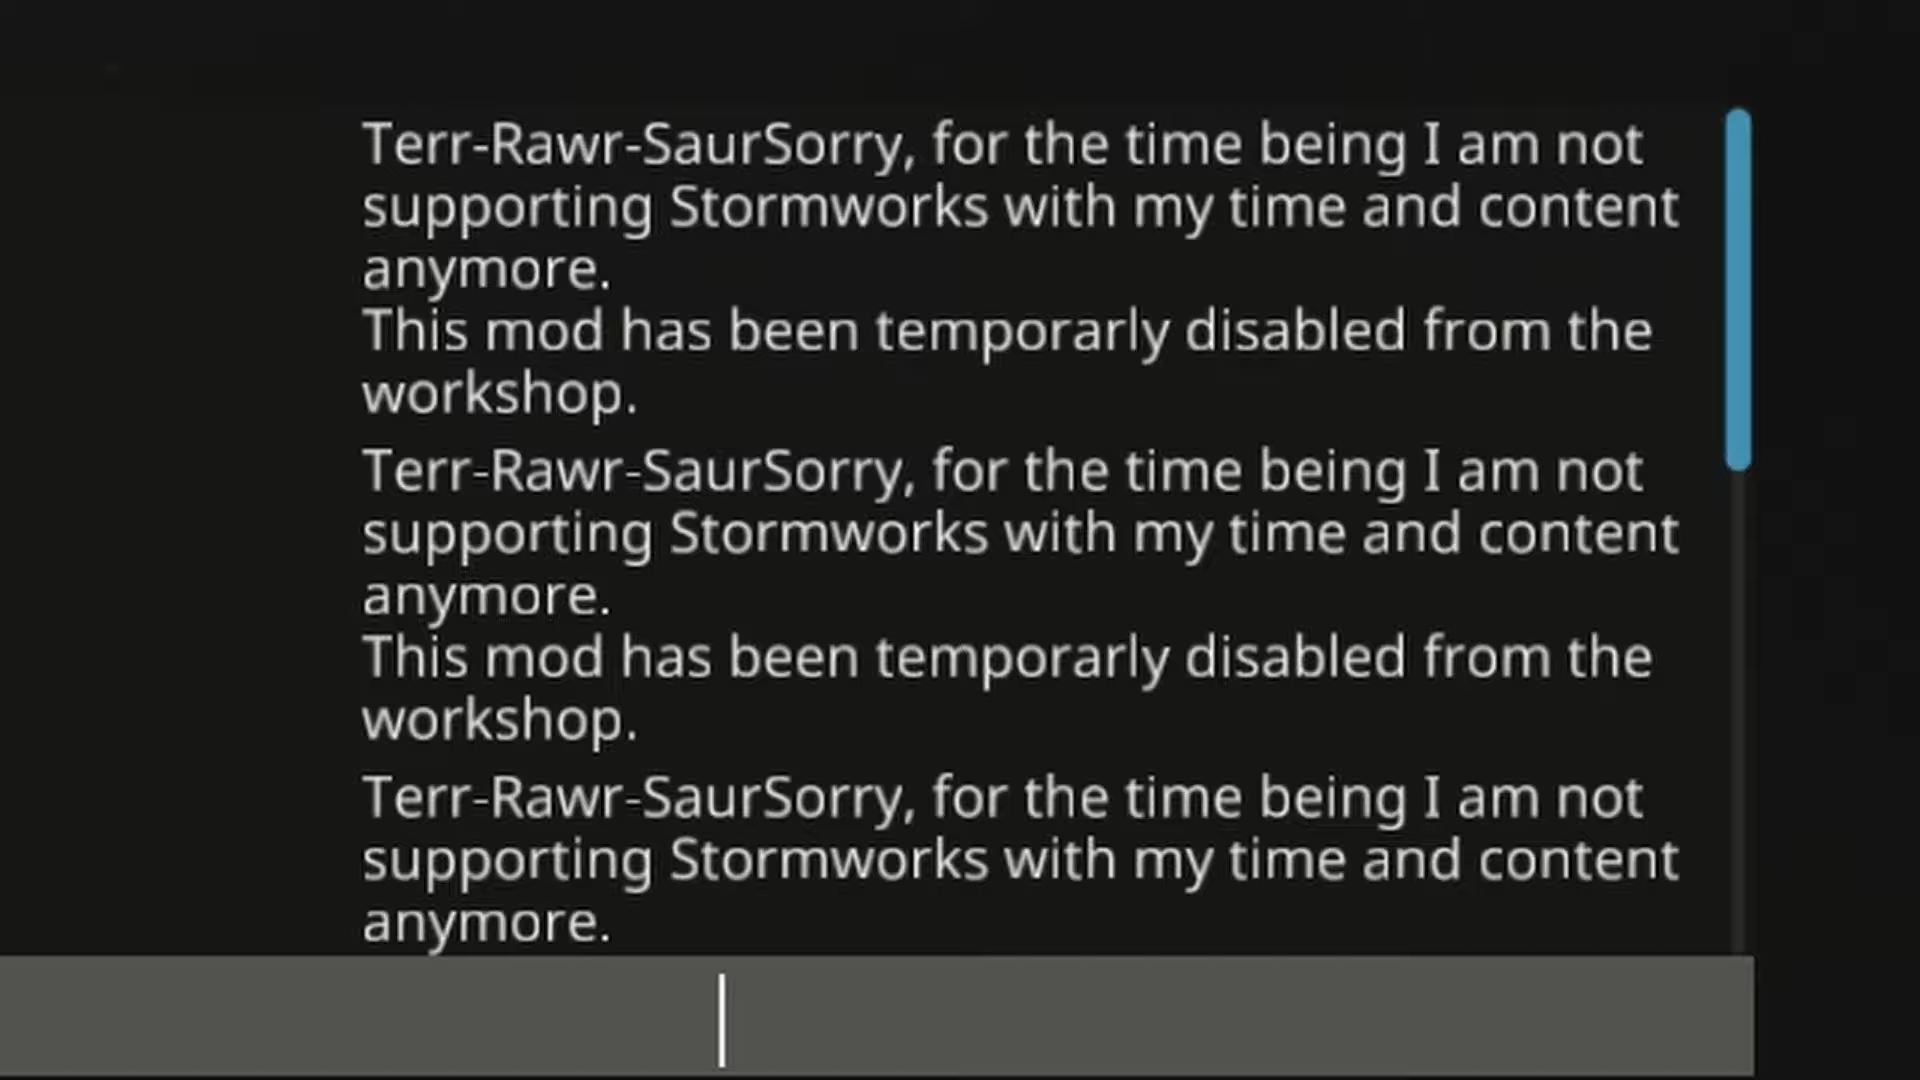 Terr-Rawr-SaurSorry, for the time being I am not
supporting Stormworks with my time and content
anymore.
This mod has been temporarly disabled from the
workshop.
Terr-Rawr-SaurSorry, for the time being I am not
supporting Stormworks with my time and content
anymore.
This mod has been temporarly disabled from the
workshop.
Terr-Rawr-SaurSorry, for the time being I am not
supporting Stormworks with my time and content
anymore.